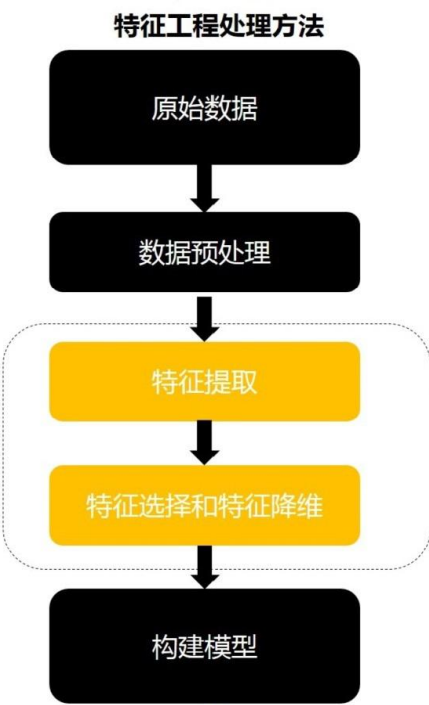 特征工程处理方法
原始数据
数据预处理
特征提取
特征选择和特征降维
构建模型